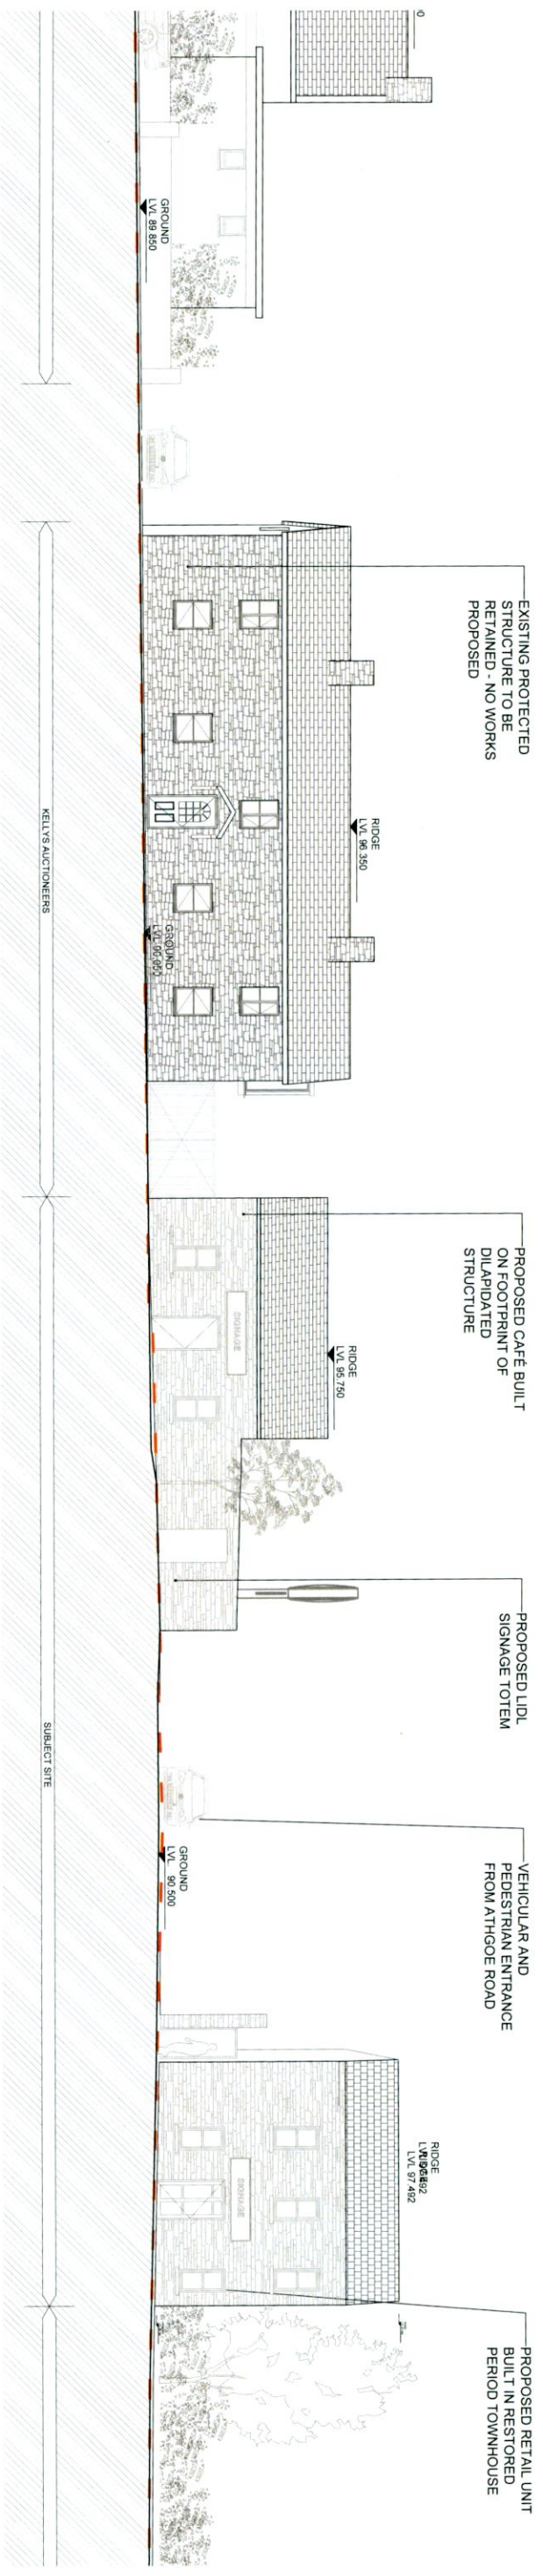 GROUND
LVL 89.850
EXISTING PROTECTED
STRUCTURE TO BE
RETAINED - NO WORKS
PROPOSED
RIDGE
LVL 96.350
GROUND
LVL 90.050
KELLYS AUCTIONEERS
PROPOSED CAFÉ BUILT
ON FOOTPRINT OF
DILAPIDATED
STRUCTURE
RIDGE
LVL 95.750
SIGNAGE
PROPOSED LIDL
SIGNAGE TOTEM
SUBJECT SITE
VEHICULAR AND
PEDESTRIAN ENTRANCE
FROM ATHGOE ROAD
GROUND
LVL 90.500
RIDGE
LVL 97.492
SIGNAGE
PROPOSED RETAIL UNIT
BUILT IN RESTORED
PERIOD TOWNHOUSE